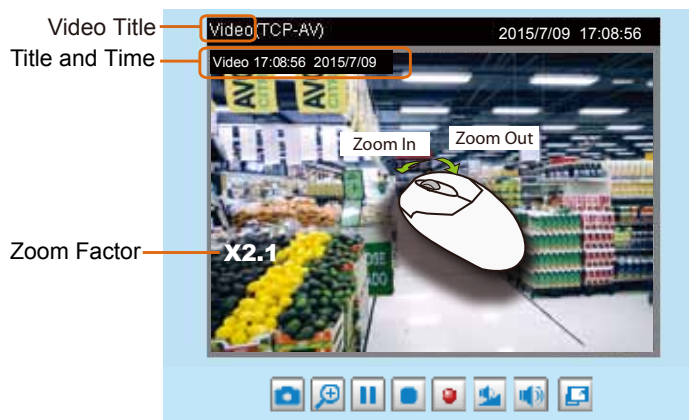 Video Title
Video(TCP-AV) 2015/7/09 17:08:56
Title and Time
Video 17:08:56 2015/7/09
Zoom In
Zoom Out
Zoom Factor
X2.1